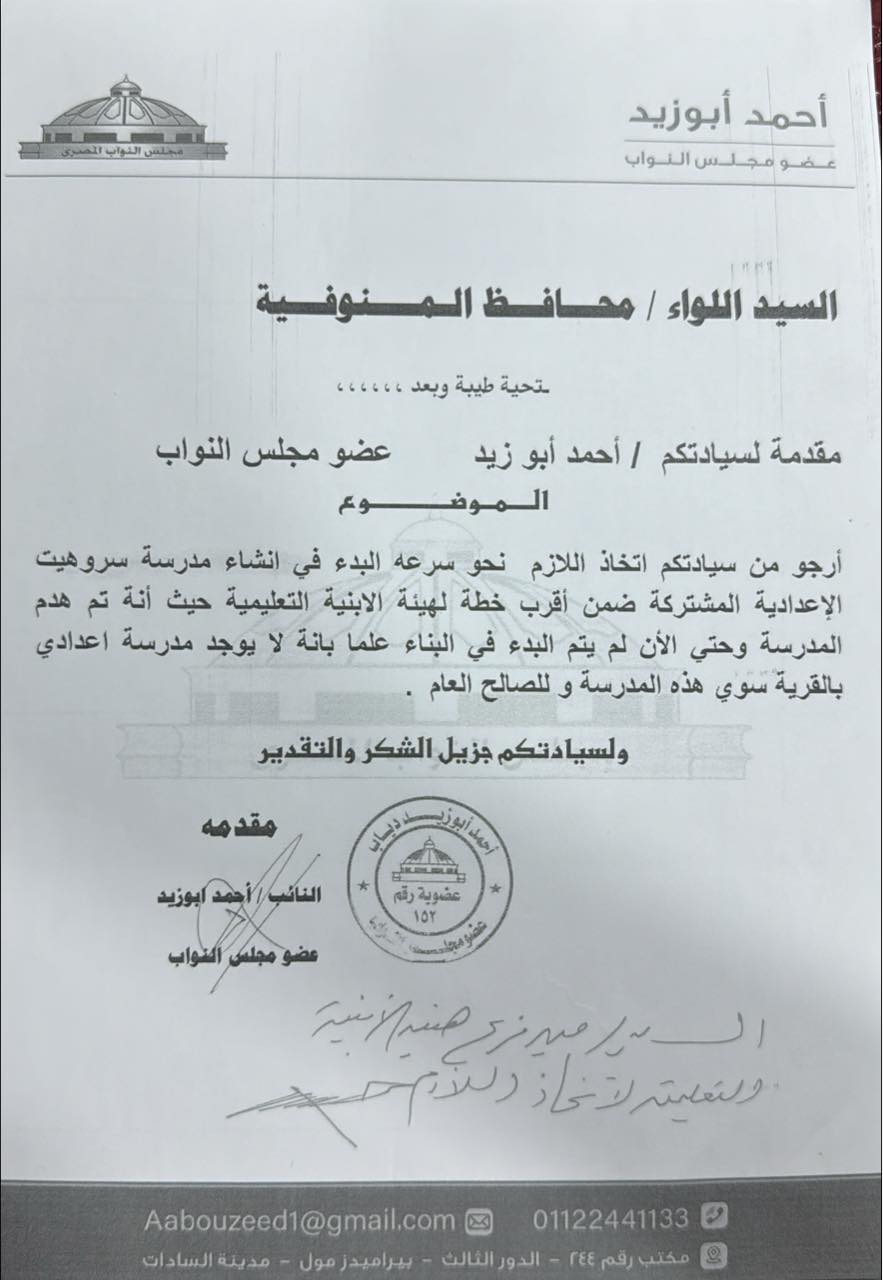 أحمد أبوزيد
عضو مجلس النواب
مجلس النواب المصرى
السيد اللواء / محافظ المنوفية
تحية طيبة وبعد ،،،،،،
مقدمة لسيادتكم / أحمد أبو زيد عضو مجلس النواب
الموضوع
أرجو من سيادتكم اتخاذ اللازم نحو سرعه البدء في انشاء مدرسة سروهيت
الإعدادية المشتركة ضمن أقرب خطة لهيئة الابنية التعليمية حيث أنة تم هدم
المدرسة وحتي الأن لم يتم البدء في البناء علما بانة لا يوجد مدرسة اعدادي
بالقرية سوي هذه المدرسة و للصالح العام .
ولسيادتكم جزيل الشكر والتقدير
مقدمه
النائب / أحمد ابوزيد
عضو مجلس النواب
أحمد أبوزيد دياب
عضوية رقم
١٥٢
السيد مدير فرع هيئة الأبنية
التعليمية لاتخاذ اللازم
01122441133 Aabouzeed1@gmail.com
مكتب رقم ٢٤٤ - الدور الثالث - بيراميدز مول - مدينة السادات